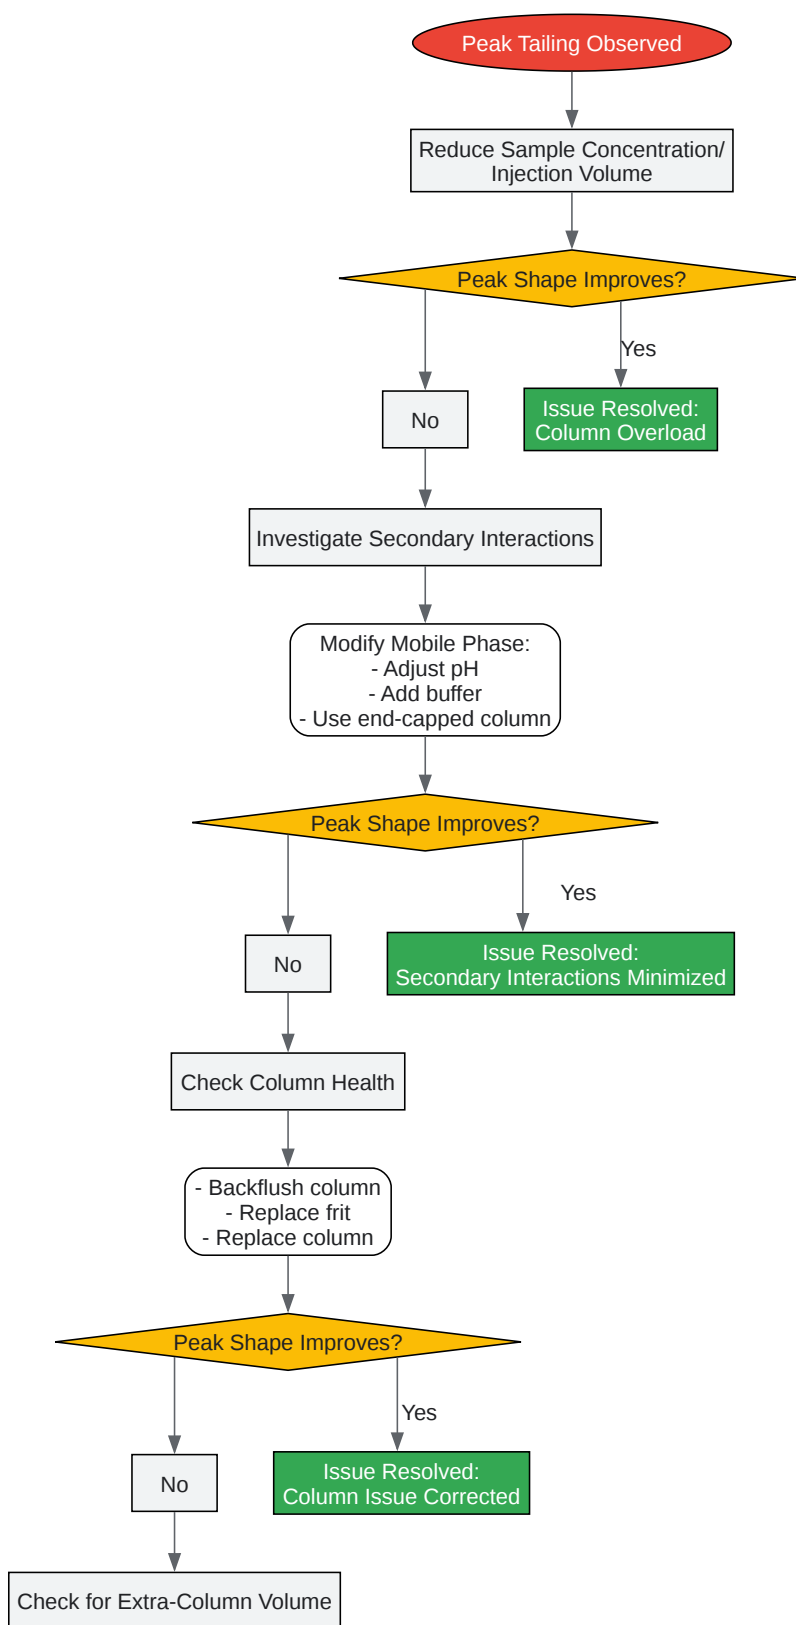 Peak Tailing Observed
Reduce Sample Concentration/
Injection Volume
Peak Shape Improves?
Yes
No
Issue Resolved:
Column Overload
Investigate Secondary Interactions
Modify Mobile Phase:
- Adjust pH
- Add buffer
- Use end-capped column
Peak Shape Improves?
Yes
No
Issue Resolved:
Secondary Interactions Minimized
Check Column Health
- Backflush column
- Replace frit
- Replace column
Peak Shape Improves?
Yes
No
Issue Resolved:
Column Issue Corrected
Check for Extra-Column Volume